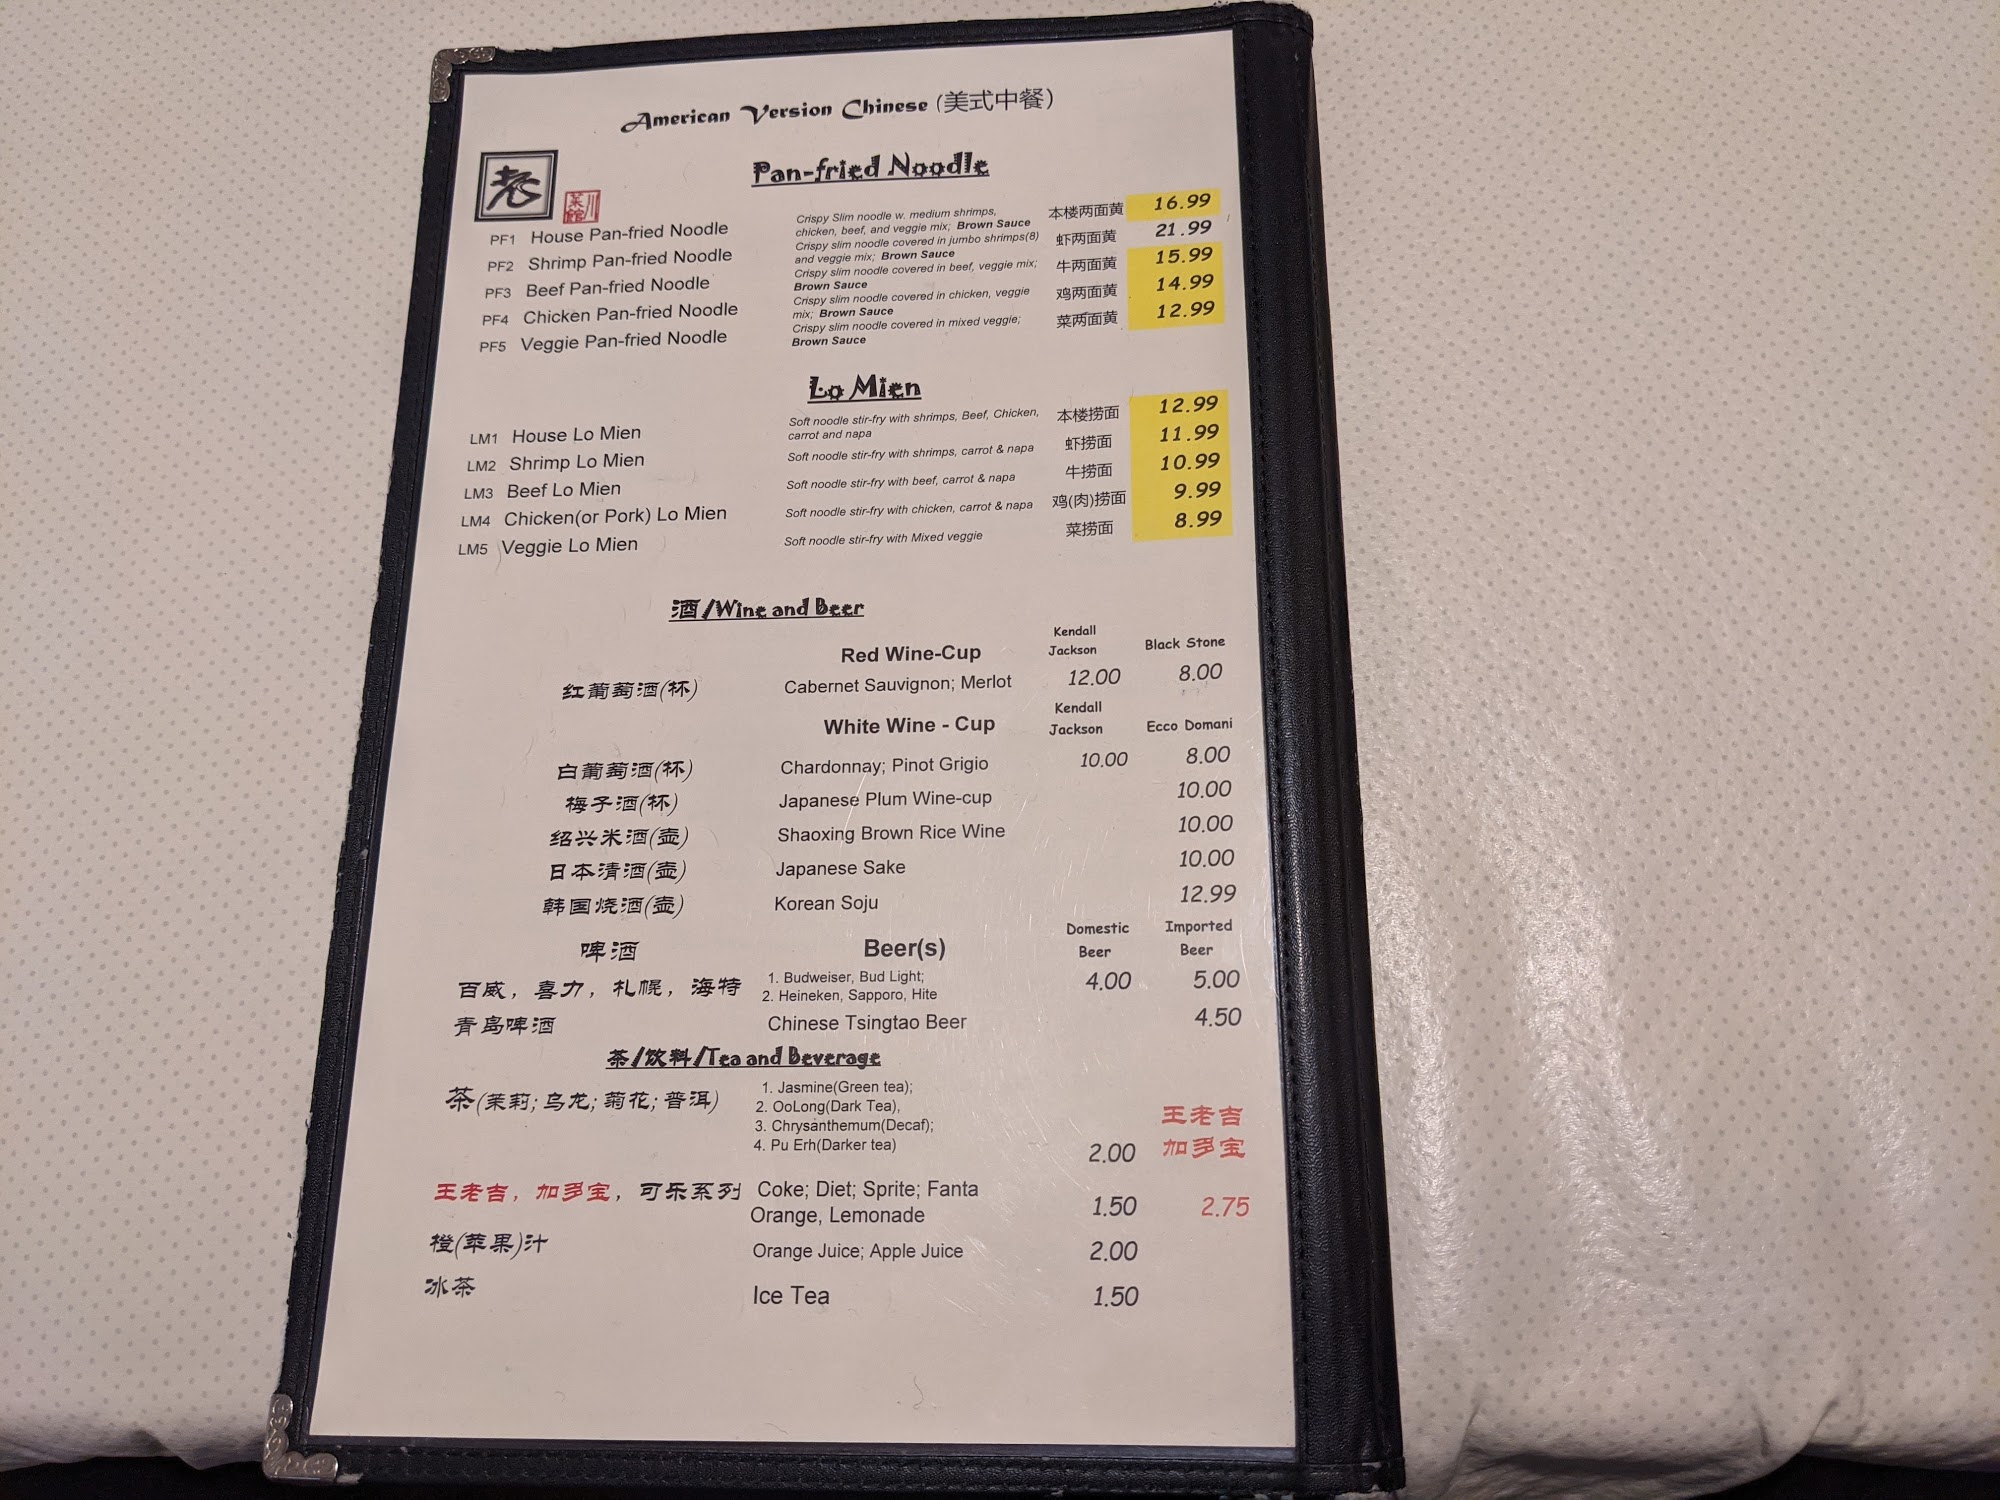 American Version Chinese (美式中餐)
老
川菜馆
Pan-fried Noodle
PF1 House Pan-fried Noodle Crispy Slim noodle w. medium shrimps, chicken, beef, and veggie mix; Brown Sauce 本楼两面黄 16.99
PF2 Shrimp Pan-fried Noodle Crispy slim noodle covered in jumbo shrimps(8) and veggie mix; Brown Sauce 虾两面黄 21.99
PF3 Beef Pan-fried Noodle Crispy slim noodle covered in beef, veggie mix; Brown Sauce 牛两面黄 15.99
PF4 Chicken Pan-fried Noodle Crispy slim noodle covered in chicken, veggie mix; Brown Sauce 鸡两面黄 14.99
PF5 Veggie Pan-fried Noodle Crispy slim noodle covered in mixed veggie; Brown Sauce 菜两面黄 12.99
Lo Mien
LM1 House Lo Mien Soft noodle stir-fry with shrimps, Beef, Chicken, carrot and napa 本楼捞面 12.99
LM2 Shrimp Lo Mien Soft noodle stir-fry with shrimps, carrot & napa 虾捞面 11.99
LM3 Beef Lo Mien Soft noodle stir-fry with beef, carrot & napa 牛捞面 10.99
LM4 Chicken(or Pork) Lo Mien Soft noodle stir-fry with chicken, carrot & napa 鸡(肉)捞面 9.99
LM5 Veggie Lo Mien Soft noodle stir-fry with Mixed veggie 菜捞面 8.99
酒/Wine and Beer
Red Wine-Cup Kendall Jackson Black Stone
红葡萄酒(杯) Cabernet Sauvignon; Merlot 12.00 8.00
White Wine - Cup Kendall Jackson Ecco Domani
白葡萄酒(杯) Chardonnay; Pinot Grigio 10.00 8.00
梅子酒(杯) Japanese Plum Wine-cup 10.00
绍兴米酒(壶) Shaoxing Brown Rice Wine 10.00
日本清酒(壶) Japanese Sake 10.00
韩国烧酒(壶) Korean Soju 12.99
啤酒 Beer(s) Domestic Beer Imported Beer
百威，喜力，札幌，海特 1. Budweiser, Bud Light; 4.00 5.00
2. Heineken, Sapporo, Hite
青岛啤酒 Chinese Tsingtao Beer 4.50
茶/饮料/Tea and Beverage
茶(茉莉;乌龙;菊花;普洱) 1. Jasmine(Green tea);
2. OoLong(Dark Tea),
3. Chrysanthemum(Decaf);
4. Pu Erh(Darker tea) 2.00
王老吉
加多宝
王老吉，加多宝，可乐系列 Coke; Diet; Sprite; Fanta
Orange, Lemonade 1.50 2.75
橙(苹果)汁 Orange Juice; Apple Juice 2.00
冰茶 Ice Tea 1.50